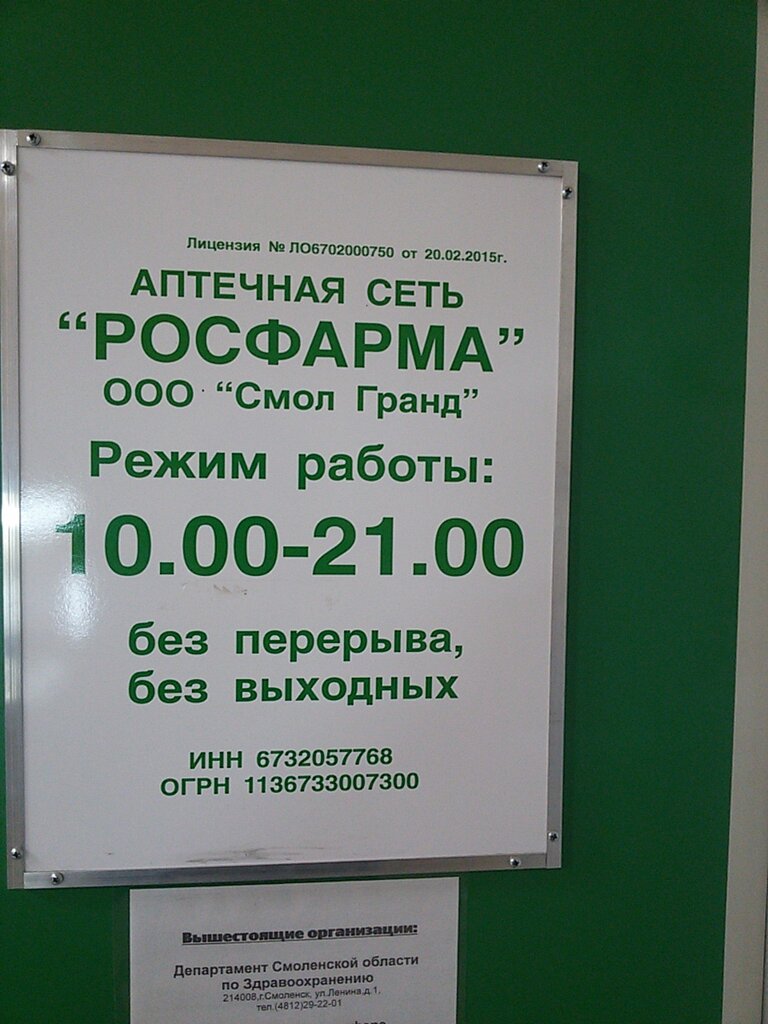 Лицензия № ЛО6702000750 от 20.02.2015г.
АПТЕЧНАЯ СЕТЬ
“РОСФАРМА”
ООО “Смол Гранд”
Режим работы:
10.00-21.00
без перерыва,
без выходных
ИНН 6732057768
ОГРН 1136733007300
Вышестоящие организации:
Департамент Смоленской области
по Здравоохранению
214008,г.Смоленск, ул.Ленина,д.1,
тел.(4812)29-22-01